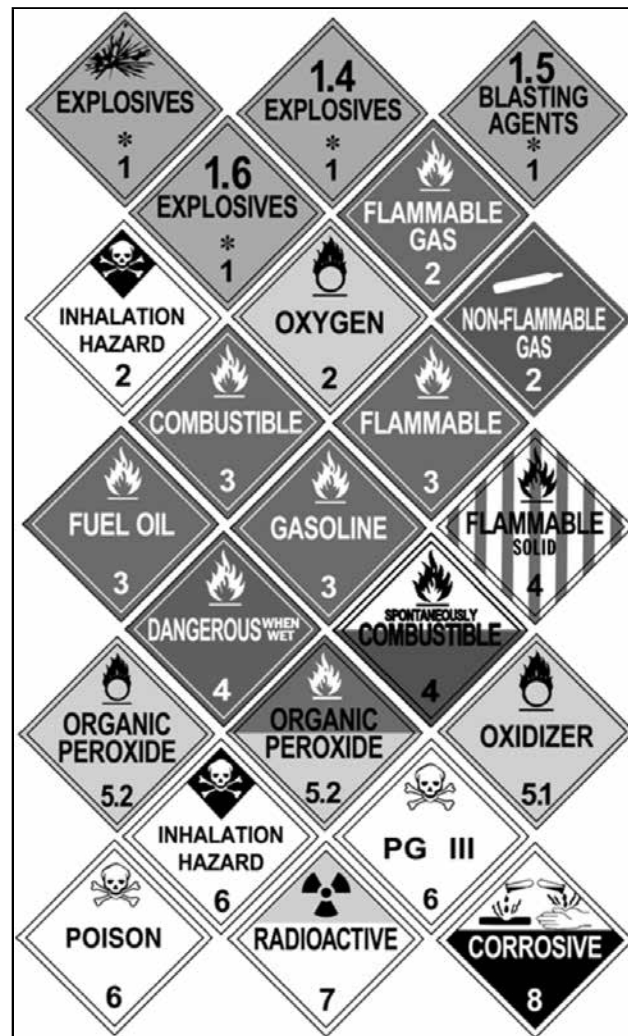 EXPLOSIVES
*
1
1.4
EXPLOSIVES
*
1
1.5
BLASTING
AGENTS
*
1
1.6
EXPLOSIVES
*
1
FLAMMABLE
GAS
2
INHALATION
HAZARD
2
OXYGEN
2
NON-FLAMMABLE
GAS
2
COMBUSTIBLE
3
FLAMMABLE
3
FUEL OIL
3
GASOLINE
3
FLAMMABLE
SOLID
4
DANGEROUS WHEN
WET
4
SPONTANEOUSLY
COMBUSTIBLE
4
ORGANIC
PEROXIDE
5.2
ORGANIC
PEROXIDE
5.2
OXIDIZER
5.1
INHALATION
HAZARD
6
PG III
6
POISON
6
RADIOACTIVE
7
CORROSIVE
8